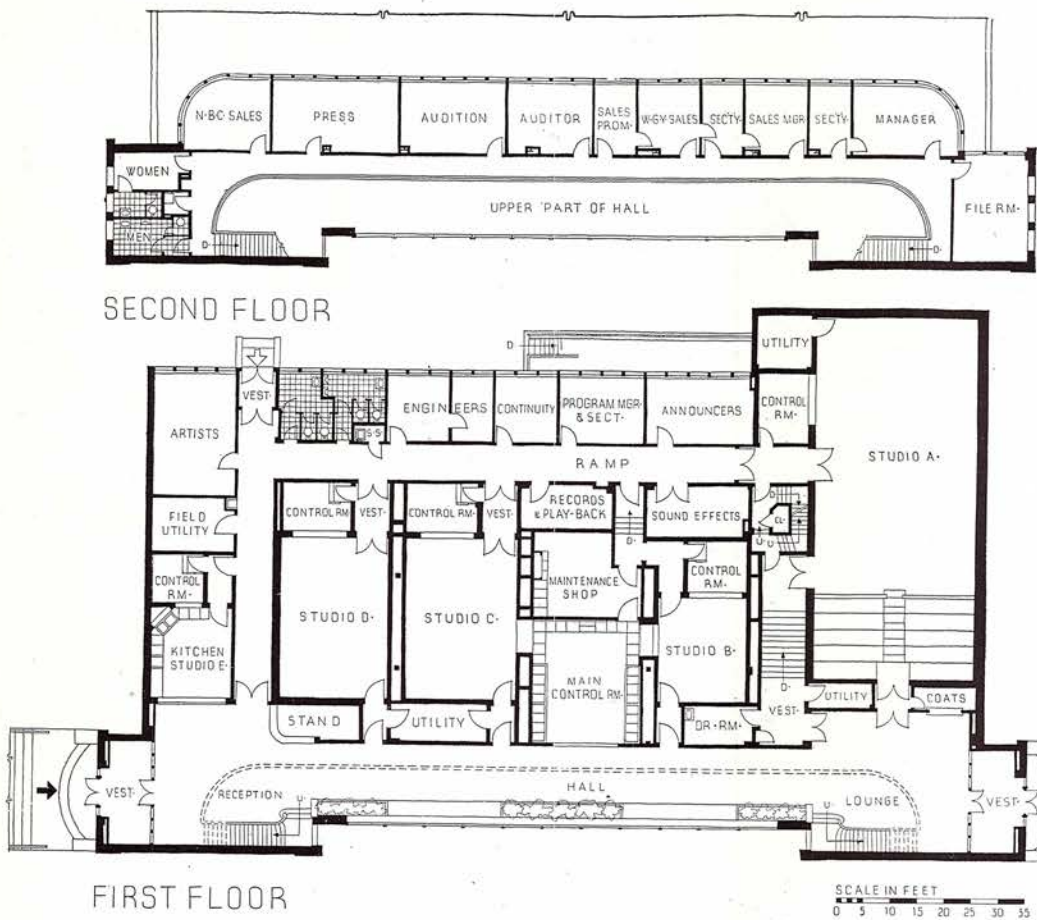 N·BC·SALES
PRESS
AUDITION
AUDITOR
SALES
PROM·
W·GY·SALES
SECTY·
SALES MGR·
SECTY·
MANAGER
WOMEN
MEN
D·
UPPER PART OF HALL
D·
FILE RM·
SECOND FLOOR
D
UTILITY
VEST·
ARTISTS
S·S·
ENGINEERS
CONTINUITY
PROGRAM MGR·
& SECT·
ANNOUNCERS
CONTROL
RM·
STUDIO A·
RAMP
FIELD
UTILITY
CONTROL RM
VEST·
CONTROL RM·
VEST·
RECORDS
& PLAY-BACK
D·
SOUND EFFECTS
D
CL·
U·
U
CONTROL
RM·
STUDIO D·
STUDIO C·
MAINTENANCE
SHOP
CONTROL
RM·
KITCHEN
STUDIO E·
MAIN
CONTROL RM·
STUDIO B·
D·
STAND
UTILITY
DR·RM·
VEST·
UTILITY
COATS
VEST·
RECEPTION
U·
HALL
U·
LOUNGE
VEST·
FIRST FLOOR
SCALE IN FEET
0 5 10 15 20 25 30 35